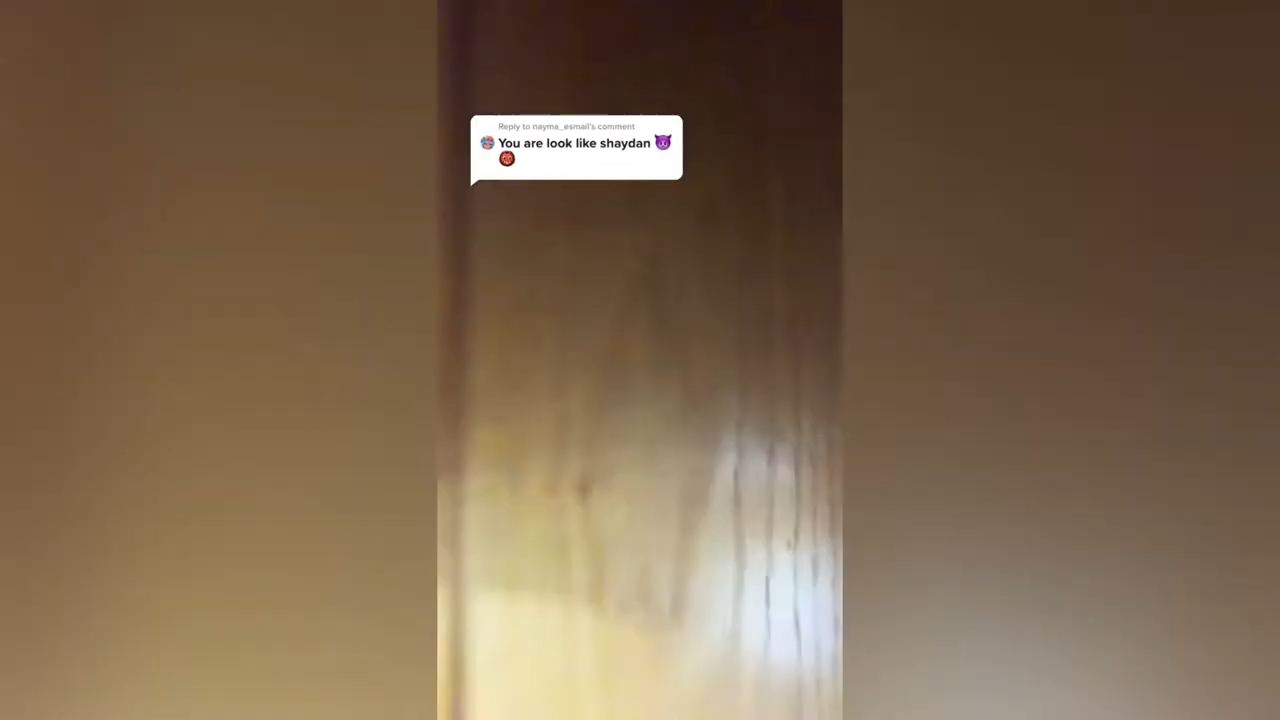 Reply to nayma_esmail's comment
You are look like shaydan 😈
👹